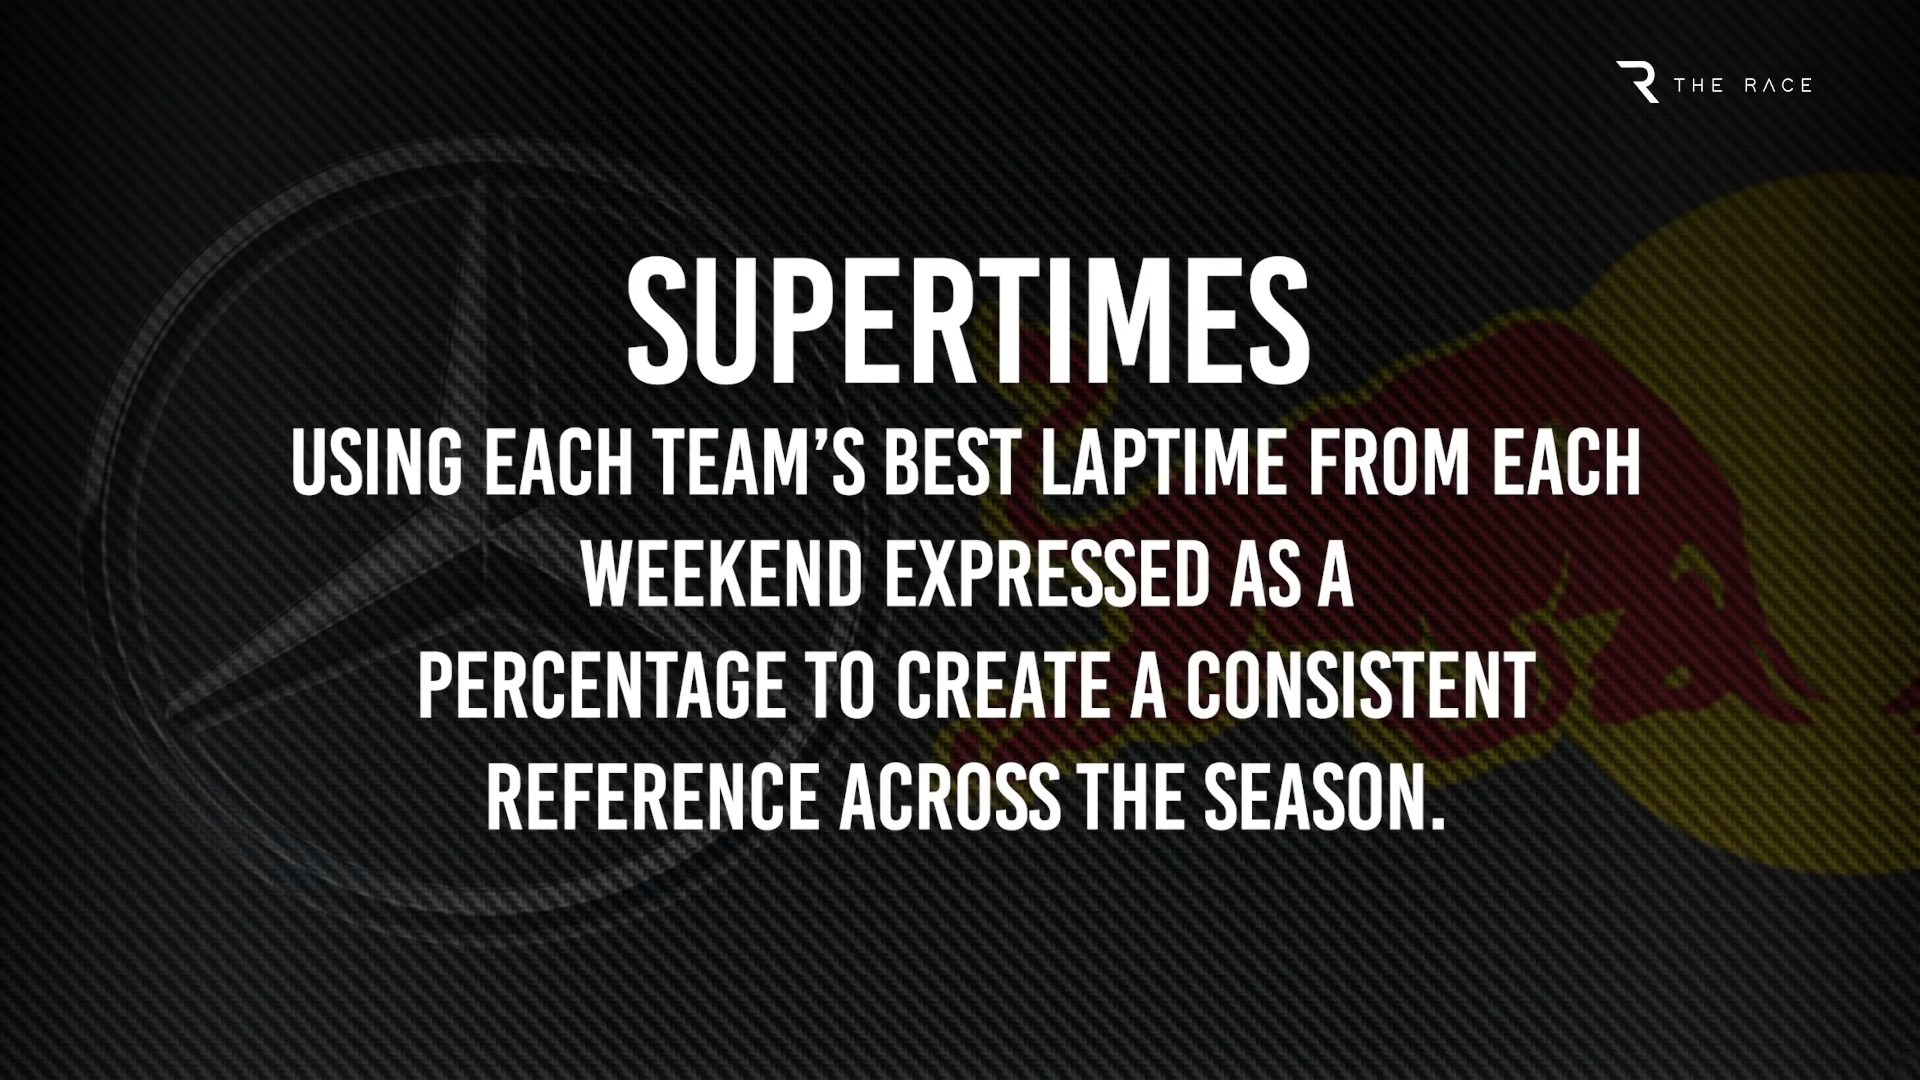 THE RACE
SUPERTIMES
USING EACH TEAM’S BEST LAPTIME FROM EACH
WEEKEND EXPRESSED AS A
PERCENTAGE TO CREATE A CONSISTENT
REFERENCE ACROSS THE SEASON.